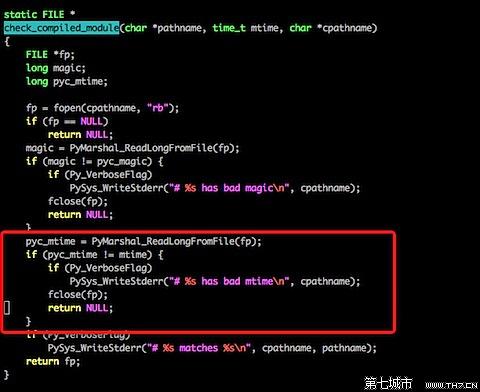 static FILE *
check_compiled_module(char *pathname, time_t mtime, char *cpathname)
{
    FILE *fp;
    long magic;
    long pyc_mtime;

    fp = fopen(cpathname, "rb");
    if (fp == NULL)
        return NULL;
    magic = PyMarshal_ReadLongFromFile(fp);
    if (magic != pyc_magic) {
        if (Py_VerboseFlag)
            PySys_WriteStderr("# %s has bad magic\n", cpathname);
        fclose(fp);
        return NULL;
    }
    pyc_mtime = PyMarshal_ReadLongFromFile(fp);
    if (pyc_mtime != mtime) {
        if (Py_VerboseFlag)
            PySys_WriteStderr("# %s has bad mtime\n", cpathname);
        fclose(fp);
        return NULL;
    }
    if (Py_VerboseFlag)
        PySys_WriteStderr("# %s matches %s\n", cpathname, pathname);
    return fp;
}
第七城市 WWW.TH7.CN